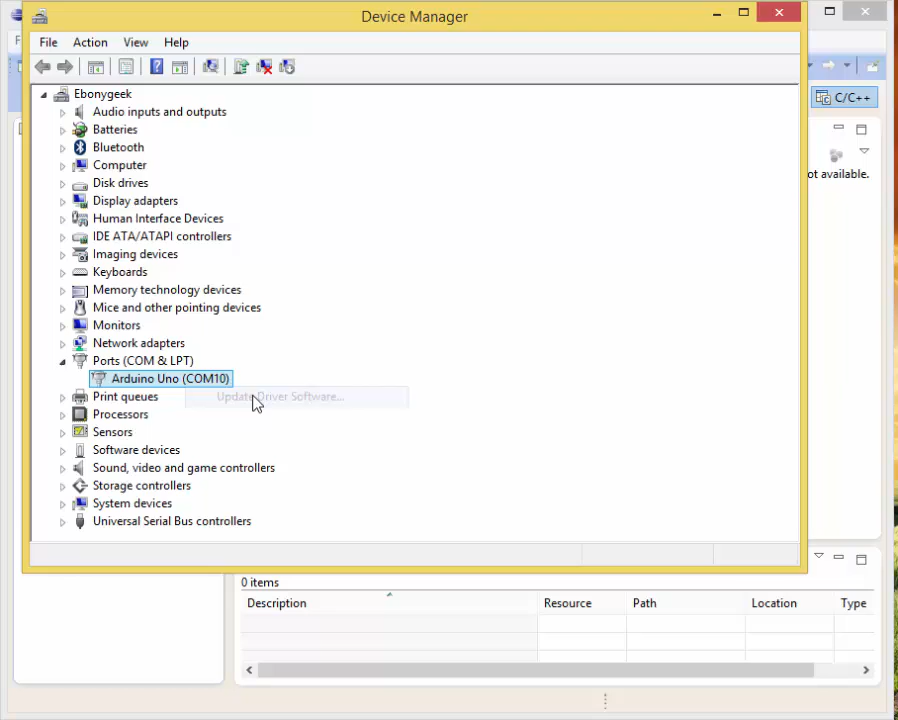 Device Manager
File Action View Help
Ebonygeek
Audio inputs and outputs
Batteries
Bluetooth
Computer
Disk drives
Display adapters
Human Interface Devices
IDE ATA/ATAPI controllers
Imaging devices
Keyboards
Memory technology devices
Mice and other pointing devices
Monitors
Network adapters
Ports (COM & LPT)
Arduino Uno (COM10)
Print queues
Update Driver Software...
Processors
Sensors
Software devices
Sound, video and game controllers
Storage controllers
System devices
Universal Serial Bus controllers
C/C++
ot available.
0 items
Description Resource Path Location Type